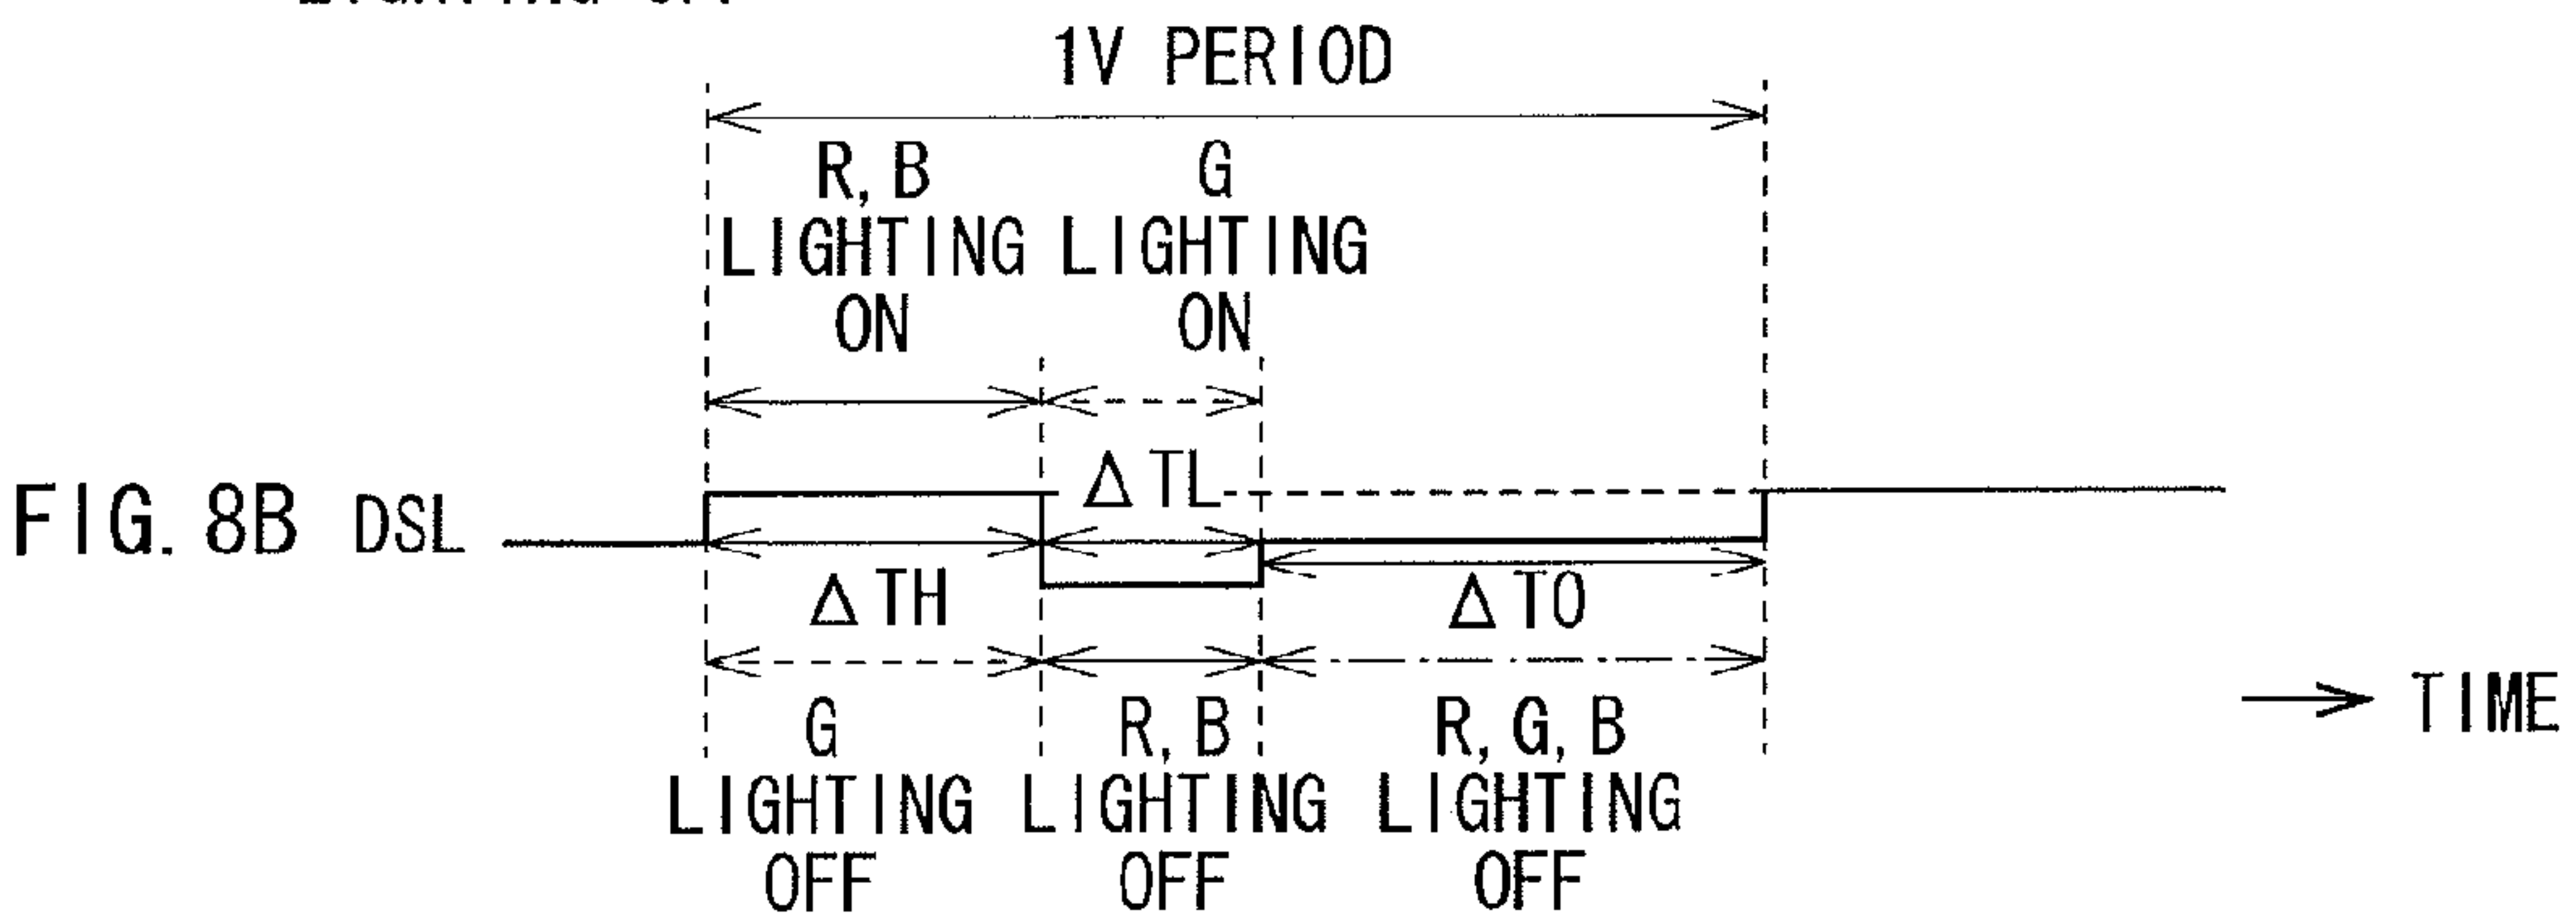 1V PERIOD
R, B
LIGHTING
ON
G
LIGHTING
ON
FIG. 8B DSL
ΔTL
ΔTH
ΔTO
G
LIGHTING
OFF
R, B
LIGHTING
OFF
R, G, B
LIGHTING
OFF
TIME